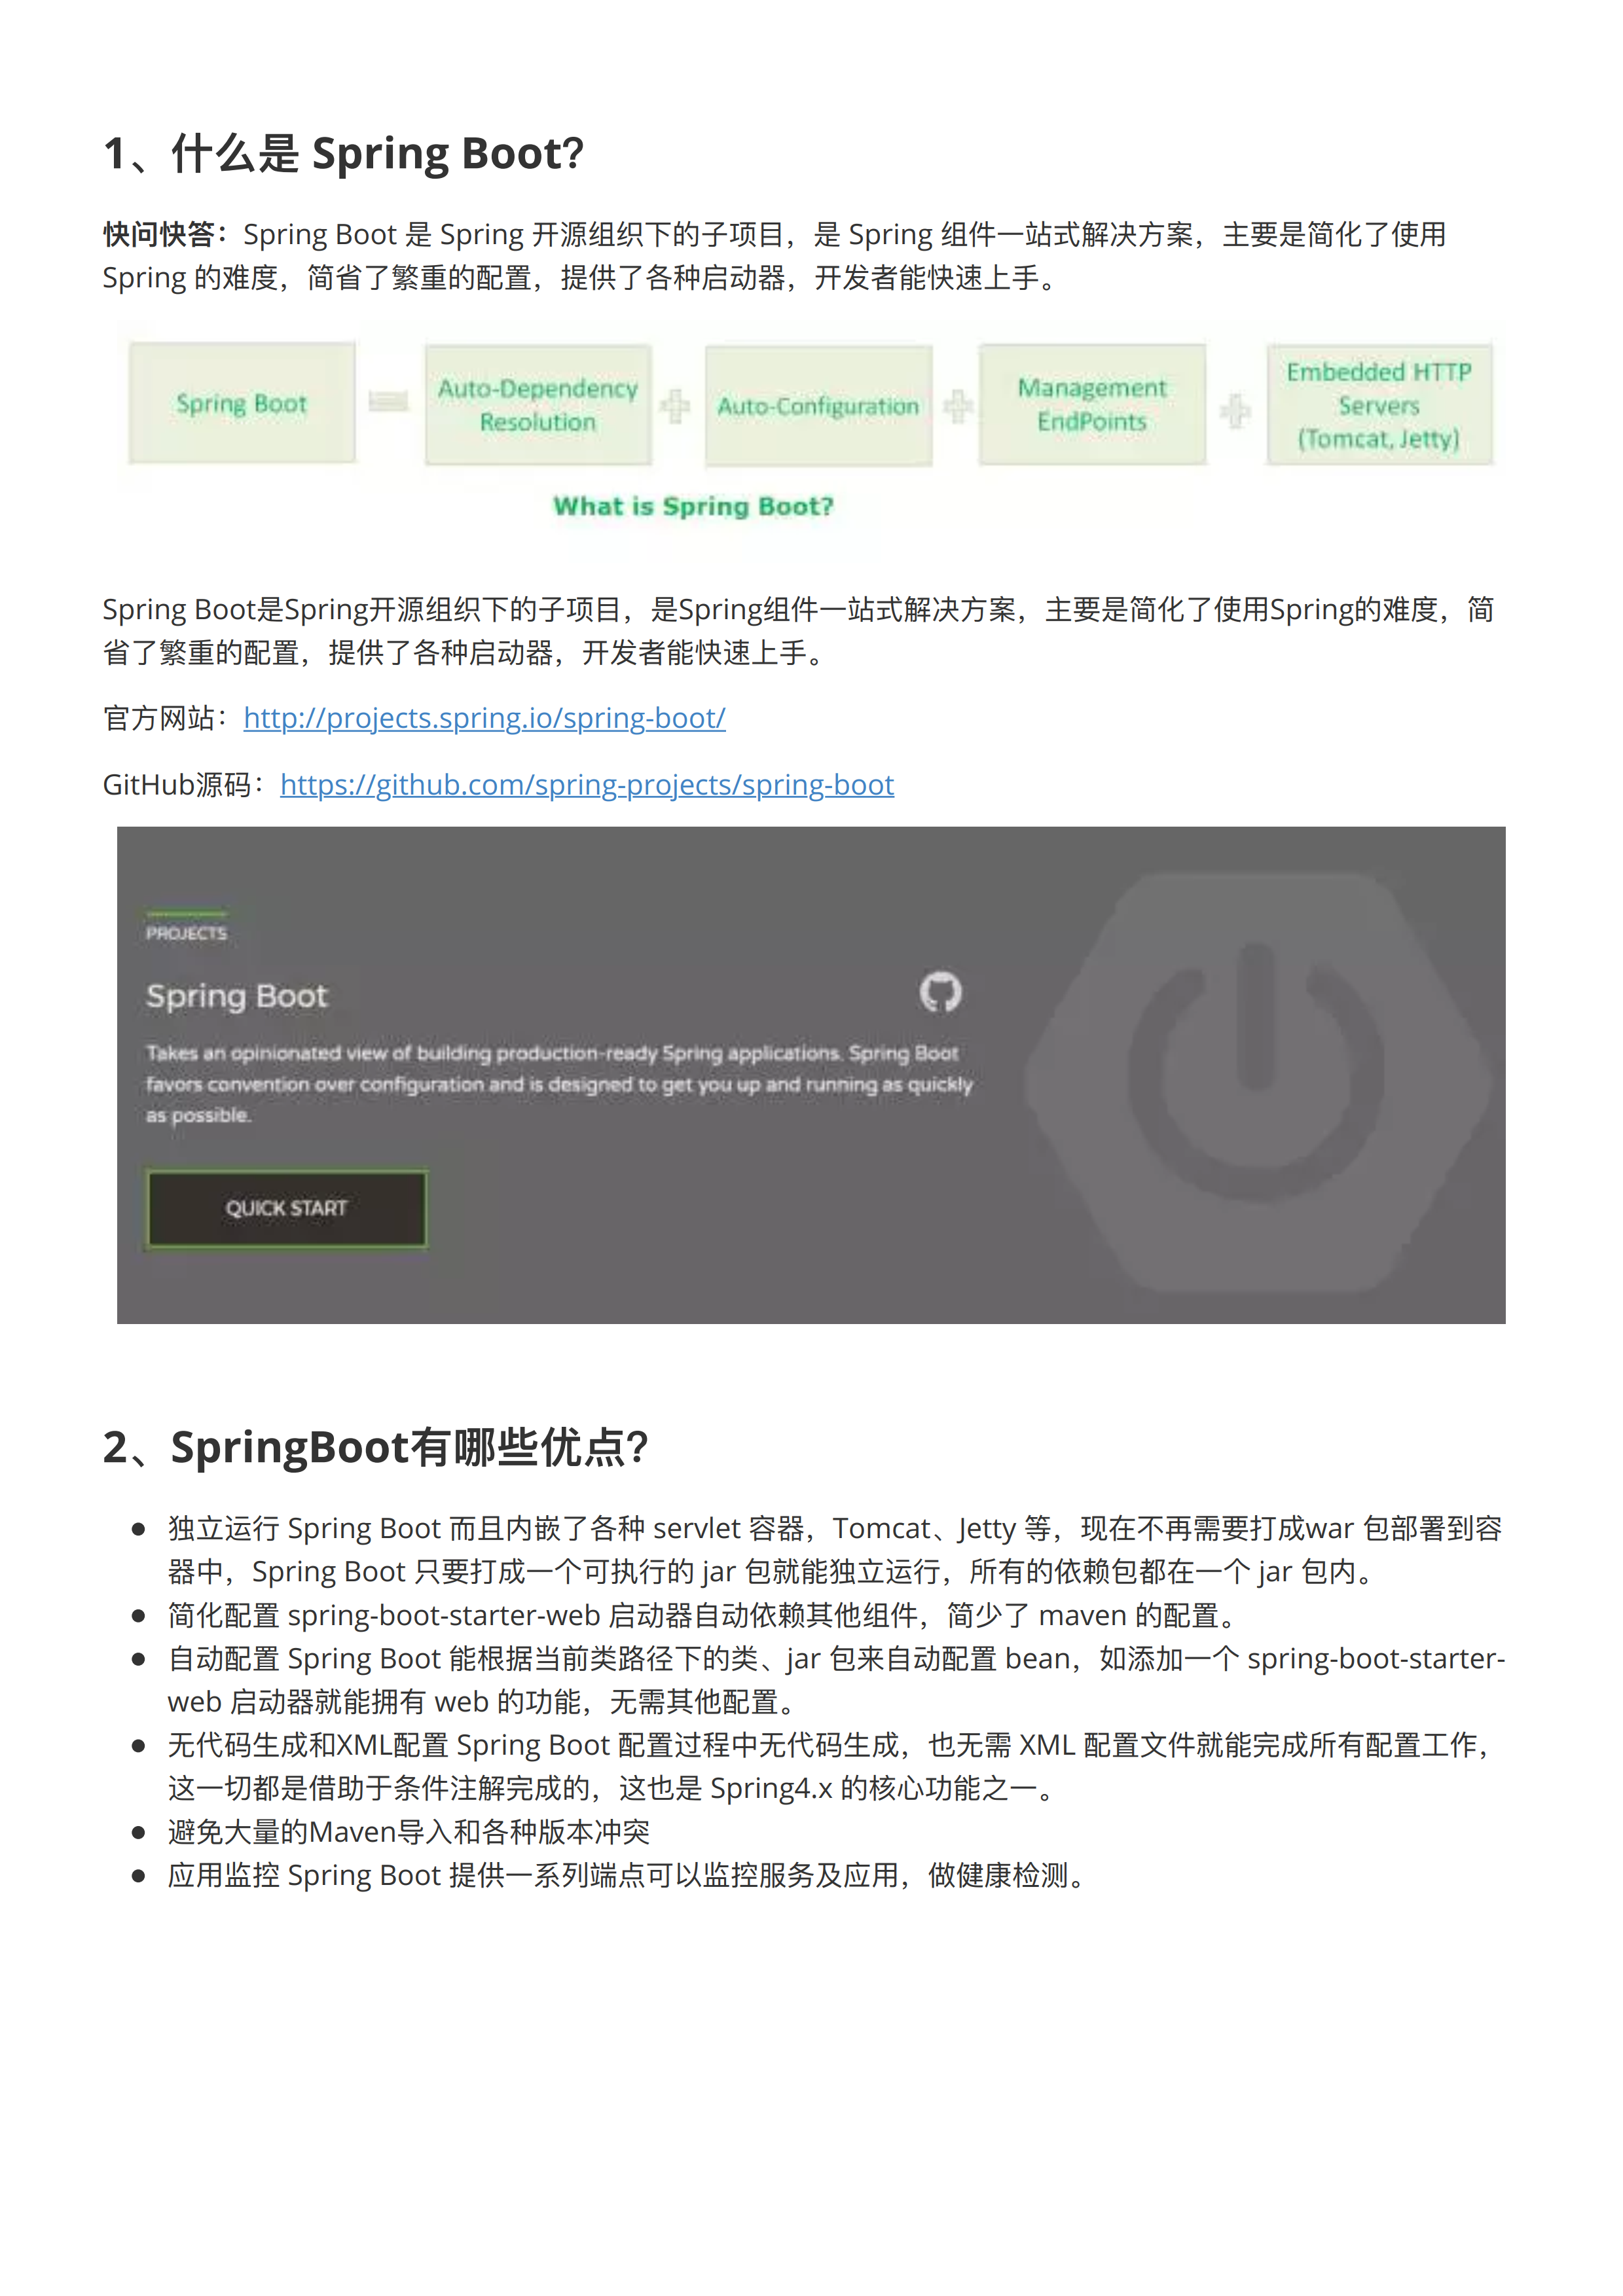 1、什么是 Spring Boot？
快问快答：Spring Boot 是 Spring 开源组织下的子项目，是 Spring 组件一站式解决方案，主要是简化了使用
Spring 的难度，简省了繁重的配置，提供了各种启动器，开发者能快速上手。
Spring Boot
Auto-Dependency
Resolution
Auto-Configuration
Management
EndPoints
Embedded HTTP
Servers
(Tomcat, Jetty)
What is Spring Boot?
Spring Boot是Spring开源组织下的子项目，是Spring组件一站式解决方案，主要是简化了使用Spring的难度，简
省了繁重的配置，提供了各种启动器，开发者能快速上手。
官方网站：http://projects.spring.io/spring-boot/
GitHub源码：https://github.com/spring-projects/spring-boot
PROJECTS
Spring Boot
Takes an opinionated view of building production-ready Spring applications. Spring Boot
favors convention over configuration and is designed to get you up and running as quickly
as possible.
QUICK START
2、SpringBoot有哪些优点？
● 独立运行 Spring Boot 而且内嵌了各种 servlet 容器，Tomcat、Jetty 等，现在不再需要打成war 包部署到容
器中，Spring Boot 只要打成一个可执行的 jar 包就能独立运行，所有的依赖包都在一个 jar 包内。
● 简化配置 spring-boot-starter-web 启动器自动依赖其他组件，简少了 maven 的配置。
● 自动配置 Spring Boot 能根据当前类路径下的类、jar 包来自动配置 bean，如添加一个 spring-boot-starter-
web 启动器就能拥有 web 的功能，无需其他配置。
● 无代码生成和XML配置 Spring Boot 配置过程中无代码生成，也无需 XML 配置文件就能完成所有配置工作，
这一切都是借助于条件注解完成的，这也是 Spring4.x 的核心功能之一。
● 避免大量的Maven导入和各种版本冲突
● 应用监控 Spring Boot 提供一系列端点可以监控服务及应用，做健康检测。